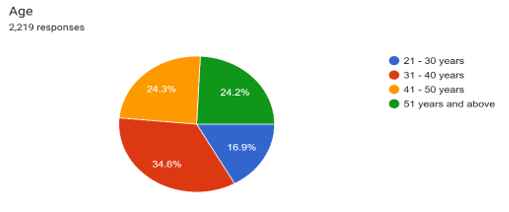 Age
2,219 responses
21 - 30 years
31 - 40 years
41 - 50 years
51 years and above
24.3%
24.2%
16.9%
34.6%